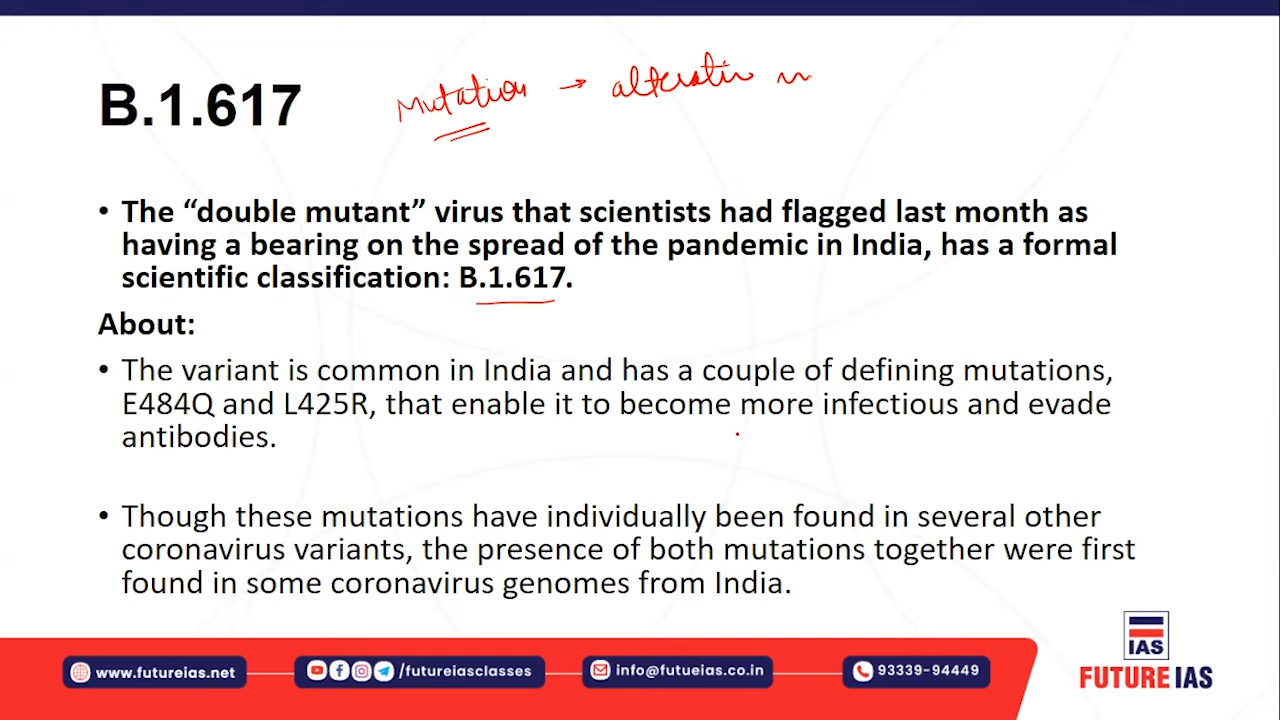 B.1.617
Mutation → alteratio
• The “double mutant” virus that scientists had flagged last month as
having a bearing on the spread of the pandemic in India, has a formal
scientific classification: B.1.617.
About:
• The variant is common in India and has a couple of defining mutations,
E484Q and L425R, that enable it to become more infectious and evade
antibodies.
• Though these mutations have individually been found in several other
coronavirus variants, the presence of both mutations together were first
found in some coronavirus genomes from India.
IAS
www.futureias.net
/futureiasclasses
info@futueias.co.in
93339-94449
FUTURE IAS